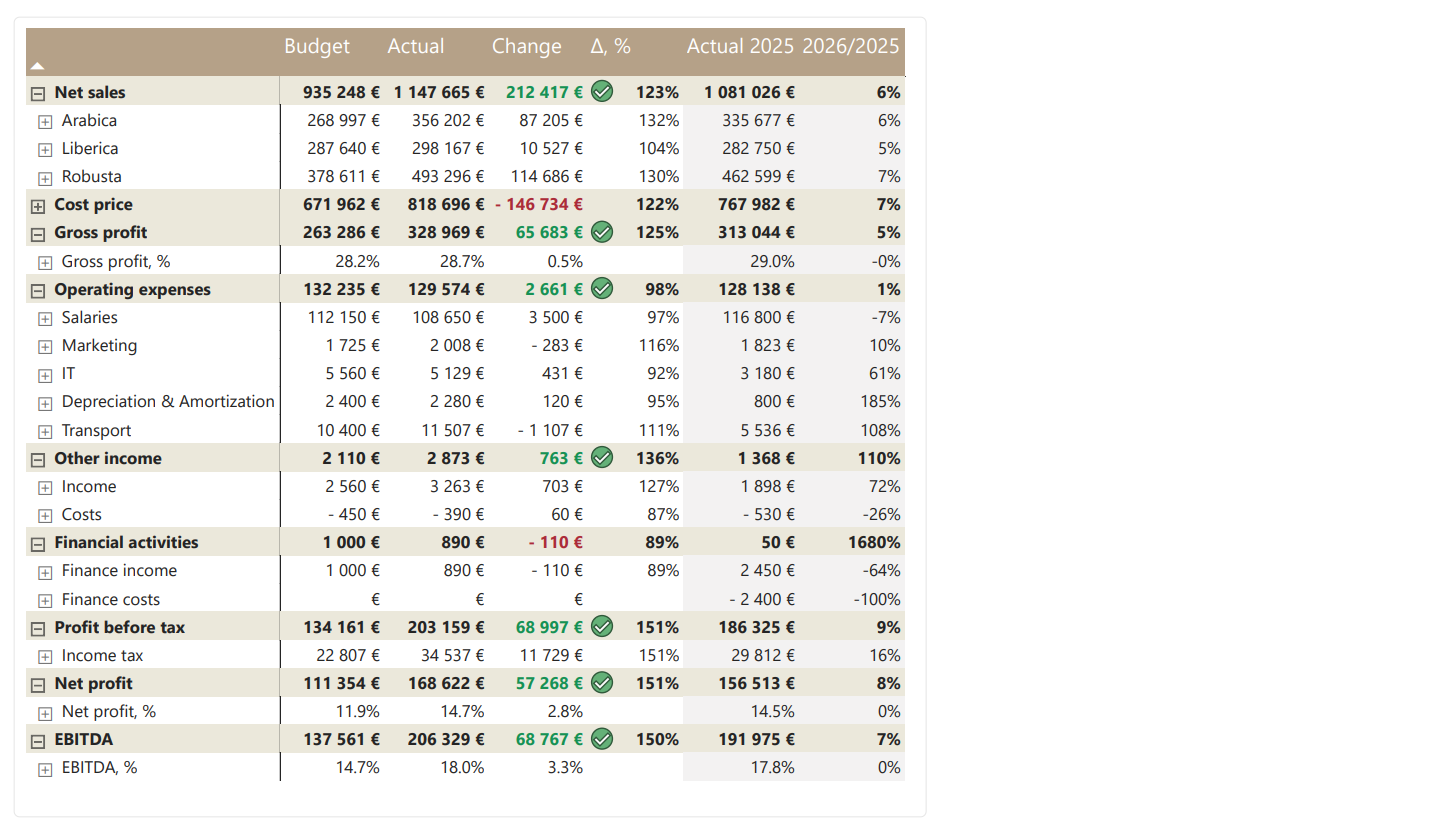 Budget Actual Change Δ, % Actual 2025 2026/2025
Net sales 935 248 € 1 147 665 € 212 417 € 123% 1 081 026 € 6%
Arabica 268 997 € 356 202 € 87 205 € 132% 335 677 € 6%
Liberica 287 640 € 298 167 € 10 527 € 104% 282 750 € 5%
Robusta 378 611 € 493 296 € 114 686 € 130% 462 599 € 7%
Cost price 671 962 € 818 696 € - 146 734 € 122% 767 982 € 7%
Gross profit 263 286 € 328 969 € 65 683 € 125% 313 044 € 5%
Gross profit, % 28.2% 28.7% 0.5% 29.0% -0%
Operating expenses 132 235 € 129 574 € 2 661 € 98% 128 138 € 1%
Salaries 112 150 € 108 650 € 3 500 € 97% 116 800 € -7%
Marketing 1 725 € 2 008 € - 283 € 116% 1 823 € 10%
IT 5 560 € 5 129 € 431 € 92% 3 180 € 61%
Depreciation & Amortization 2 400 € 2 280 € 120 € 95% 800 € 185%
Transport 10 400 € 11 507 € - 1 107 € 111% 5 536 € 108%
Other income 2 110 € 2 873 € 763 € 136% 1 368 € 110%
Income 2 560 € 3 263 € 703 € 127% 1 898 € 72%
Costs - 450 € - 390 € 60 € 87% - 530 € -26%
Financial activities 1 000 € 890 € - 110 € 89% 50 € 1680%
Finance income 1 000 € 890 € - 110 € 89% 2 450 € -64%
Finance costs € € € - 2 400 € -100%
Profit before tax 134 161 € 203 159 € 68 997 € 151% 186 325 € 9%
Income tax 22 807 € 34 537 € 11 729 € 151% 29 812 € 16%
Net profit 111 354 € 168 622 € 57 268 € 151% 156 513 € 8%
Net profit, % 11.9% 14.7% 2.8% 14.5% 0%
EBITDA 137 561 € 206 329 € 68 767 € 150% 191 975 € 7%
EBITDA, % 14.7% 18.0% 3.3% 17.8% 0%